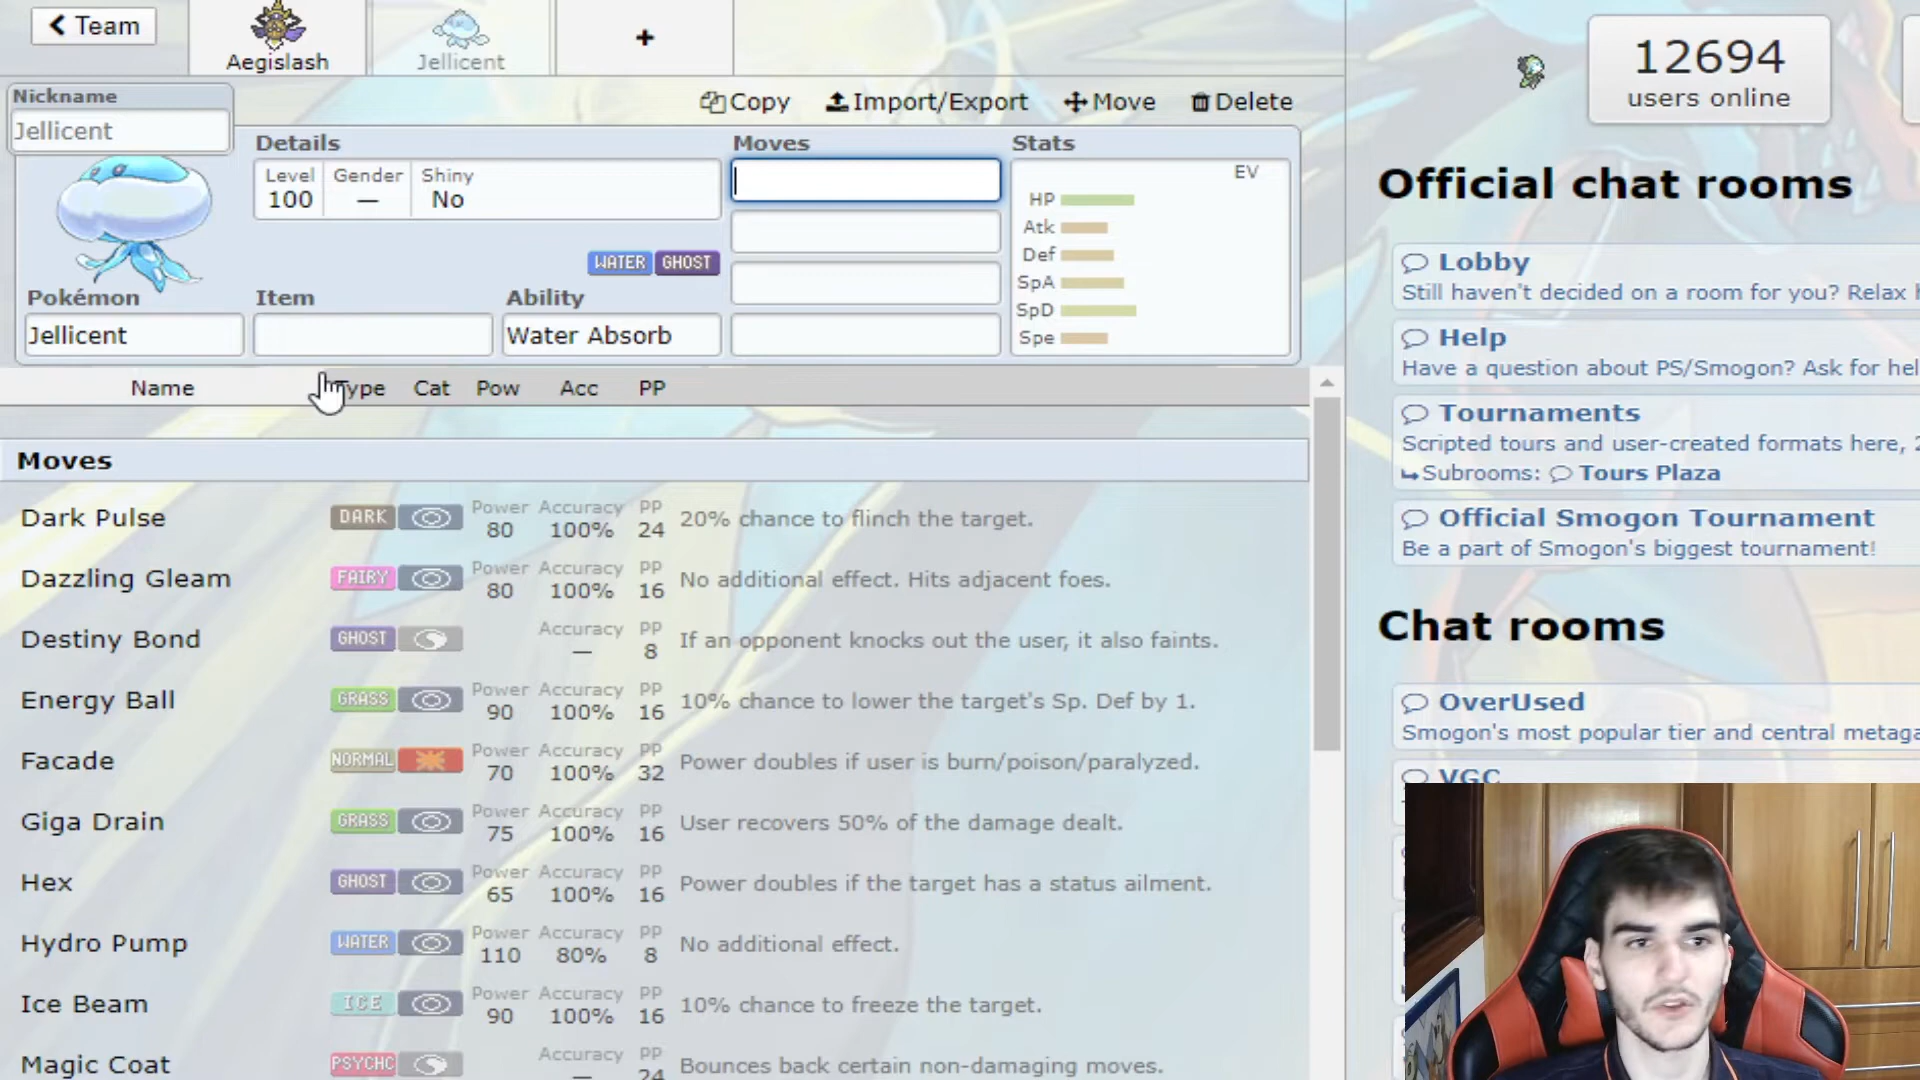 Team
Aegislash
Jellicent
+
12694
users online
Nickname
Jellicent
Copy
Import/Export
Move
Delete
Details
Moves
Stats
Level
100
Gender
—
Shiny
No
EV
HP
Atk
Def
SpA
SpD
Spe
WATER
GHOST
Pokémon
Jellicent
Item
Ability
Water Absorb
Name Type Cat Pow Acc PP
Moves
Dark Pulse DARK Power 80 Accuracy 100% PP 24 20% chance to flinch the target.
Dazzling Gleam FAIRY Power 80 Accuracy 100% PP 16 No additional effect. Hits adjacent foes.
Destiny Bond GHOST Accuracy — PP 8 If an opponent knocks out the user, it also faints.
Energy Ball GRASS Power 90 Accuracy 100% PP 16 10% chance to lower the target's Sp. Def by 1.
Facade NORMAL Power 70 Accuracy 100% PP 32 Power doubles if user is burn/poison/paralyzed.
Giga Drain GRASS Power 75 Accuracy 100% PP 16 User recovers 50% of the damage dealt.
Hex GHOST Power 65 Accuracy 100% PP 16 Power doubles if the target has a status ailment.
Hydro Pump WATER Power 110 Accuracy 80% PP 8 No additional effect.
Ice Beam ICE Power 90 Accuracy 100% PP 16 10% chance to freeze the target.
Magic Coat PSYCHC Accuracy — PP 24 Bounces back certain non-damaging moves.
Official chat rooms
Lobby
Still haven't decided on a room for you? Relax
Help
Have a question about PS/Smogon? Ask for hel
Tournaments
Scripted tours and user-created formats here, 2
Subrooms: Tours Plaza
Official Smogon Tournament
Be a part of Smogon's biggest tournament!
Chat rooms
OverUsed
Smogon's most popular tier and central metaga
VGC